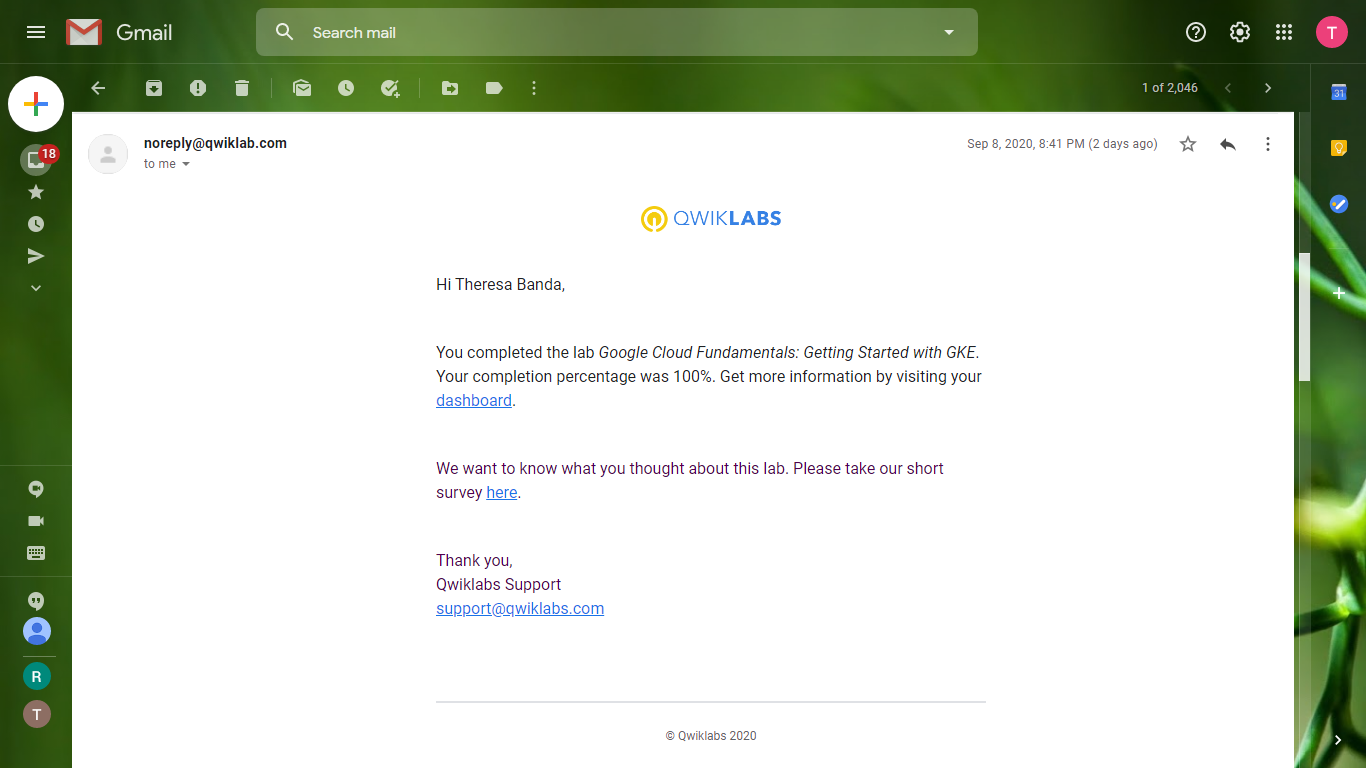 Gmail
Search mail
T
1 of 2,046
31
18
noreply@qwiklab.com
Sep 8, 2020, 8:41 PM (2 days ago)
to me
QWIKLABS
Hi Theresa Banda,
You completed the lab Google Cloud Fundamentals: Getting Started with GKE.
Your completion percentage was 100%. Get more information by visiting your
dashboard.
We want to know what you thought about this lab. Please take our short
survey here.
Thank you,
Qwiklabs Support
support@qwiklabs.com
R
T
© Qwiklabs 2020